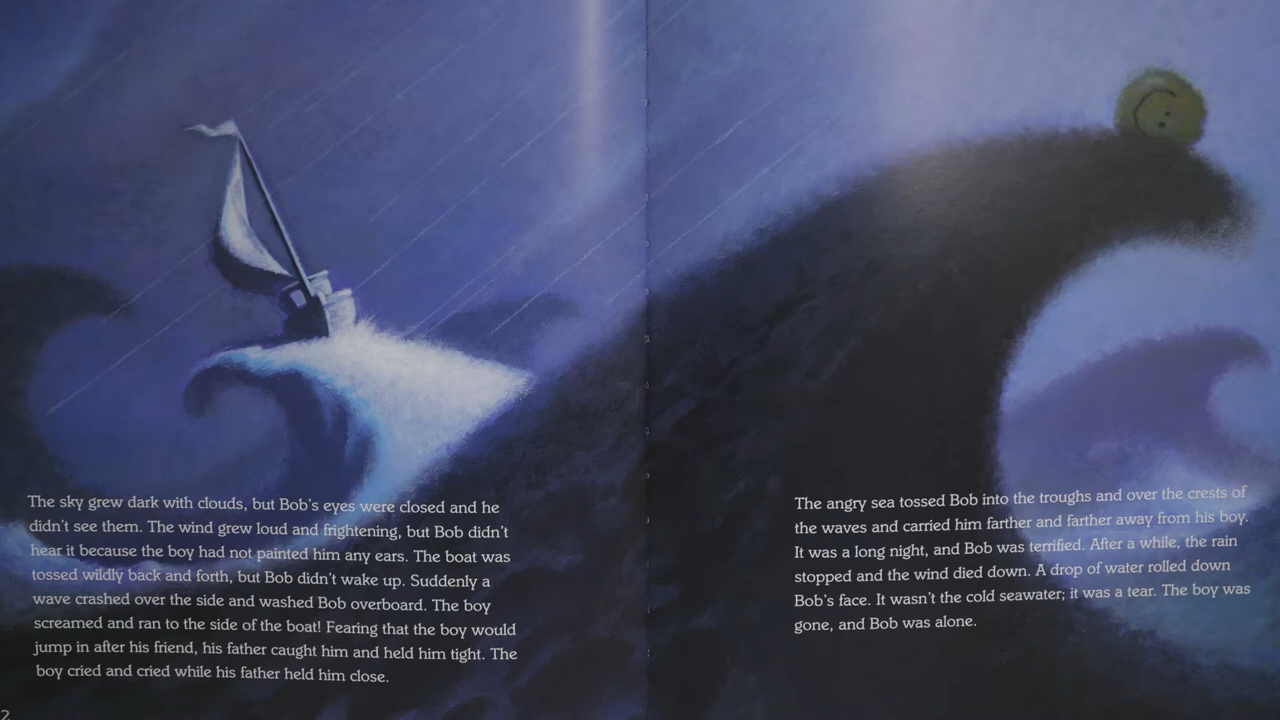 The sky grew dark with clouds, but Bob's eyes were closed and he
didn't see them. The wind grew loud and frightening, but Bob didn't
hear it because the boy had not painted him any ears. The boat was
tossed wildly back and forth, but Bob didn't wake up. Suddenly a
wave crashed over the side and washed Bob overboard. The boy
screamed and ran to the side of the boat! Fearing that the boy would
jump in after his friend, his father caught him and held him tight. The
boy cried and cried while his father held him close.
2
The angry sea tossed Bob into the troughs and over the crests of
the waves and carried him farther and farther away from his boy.
It was a long night, and Bob was terrified. After a while, the rain
stopped and the wind died down. A drop of water rolled down
Bob's face. It wasn't the cold seawater; it was a tear. The boy was
gone, and Bob was alone.